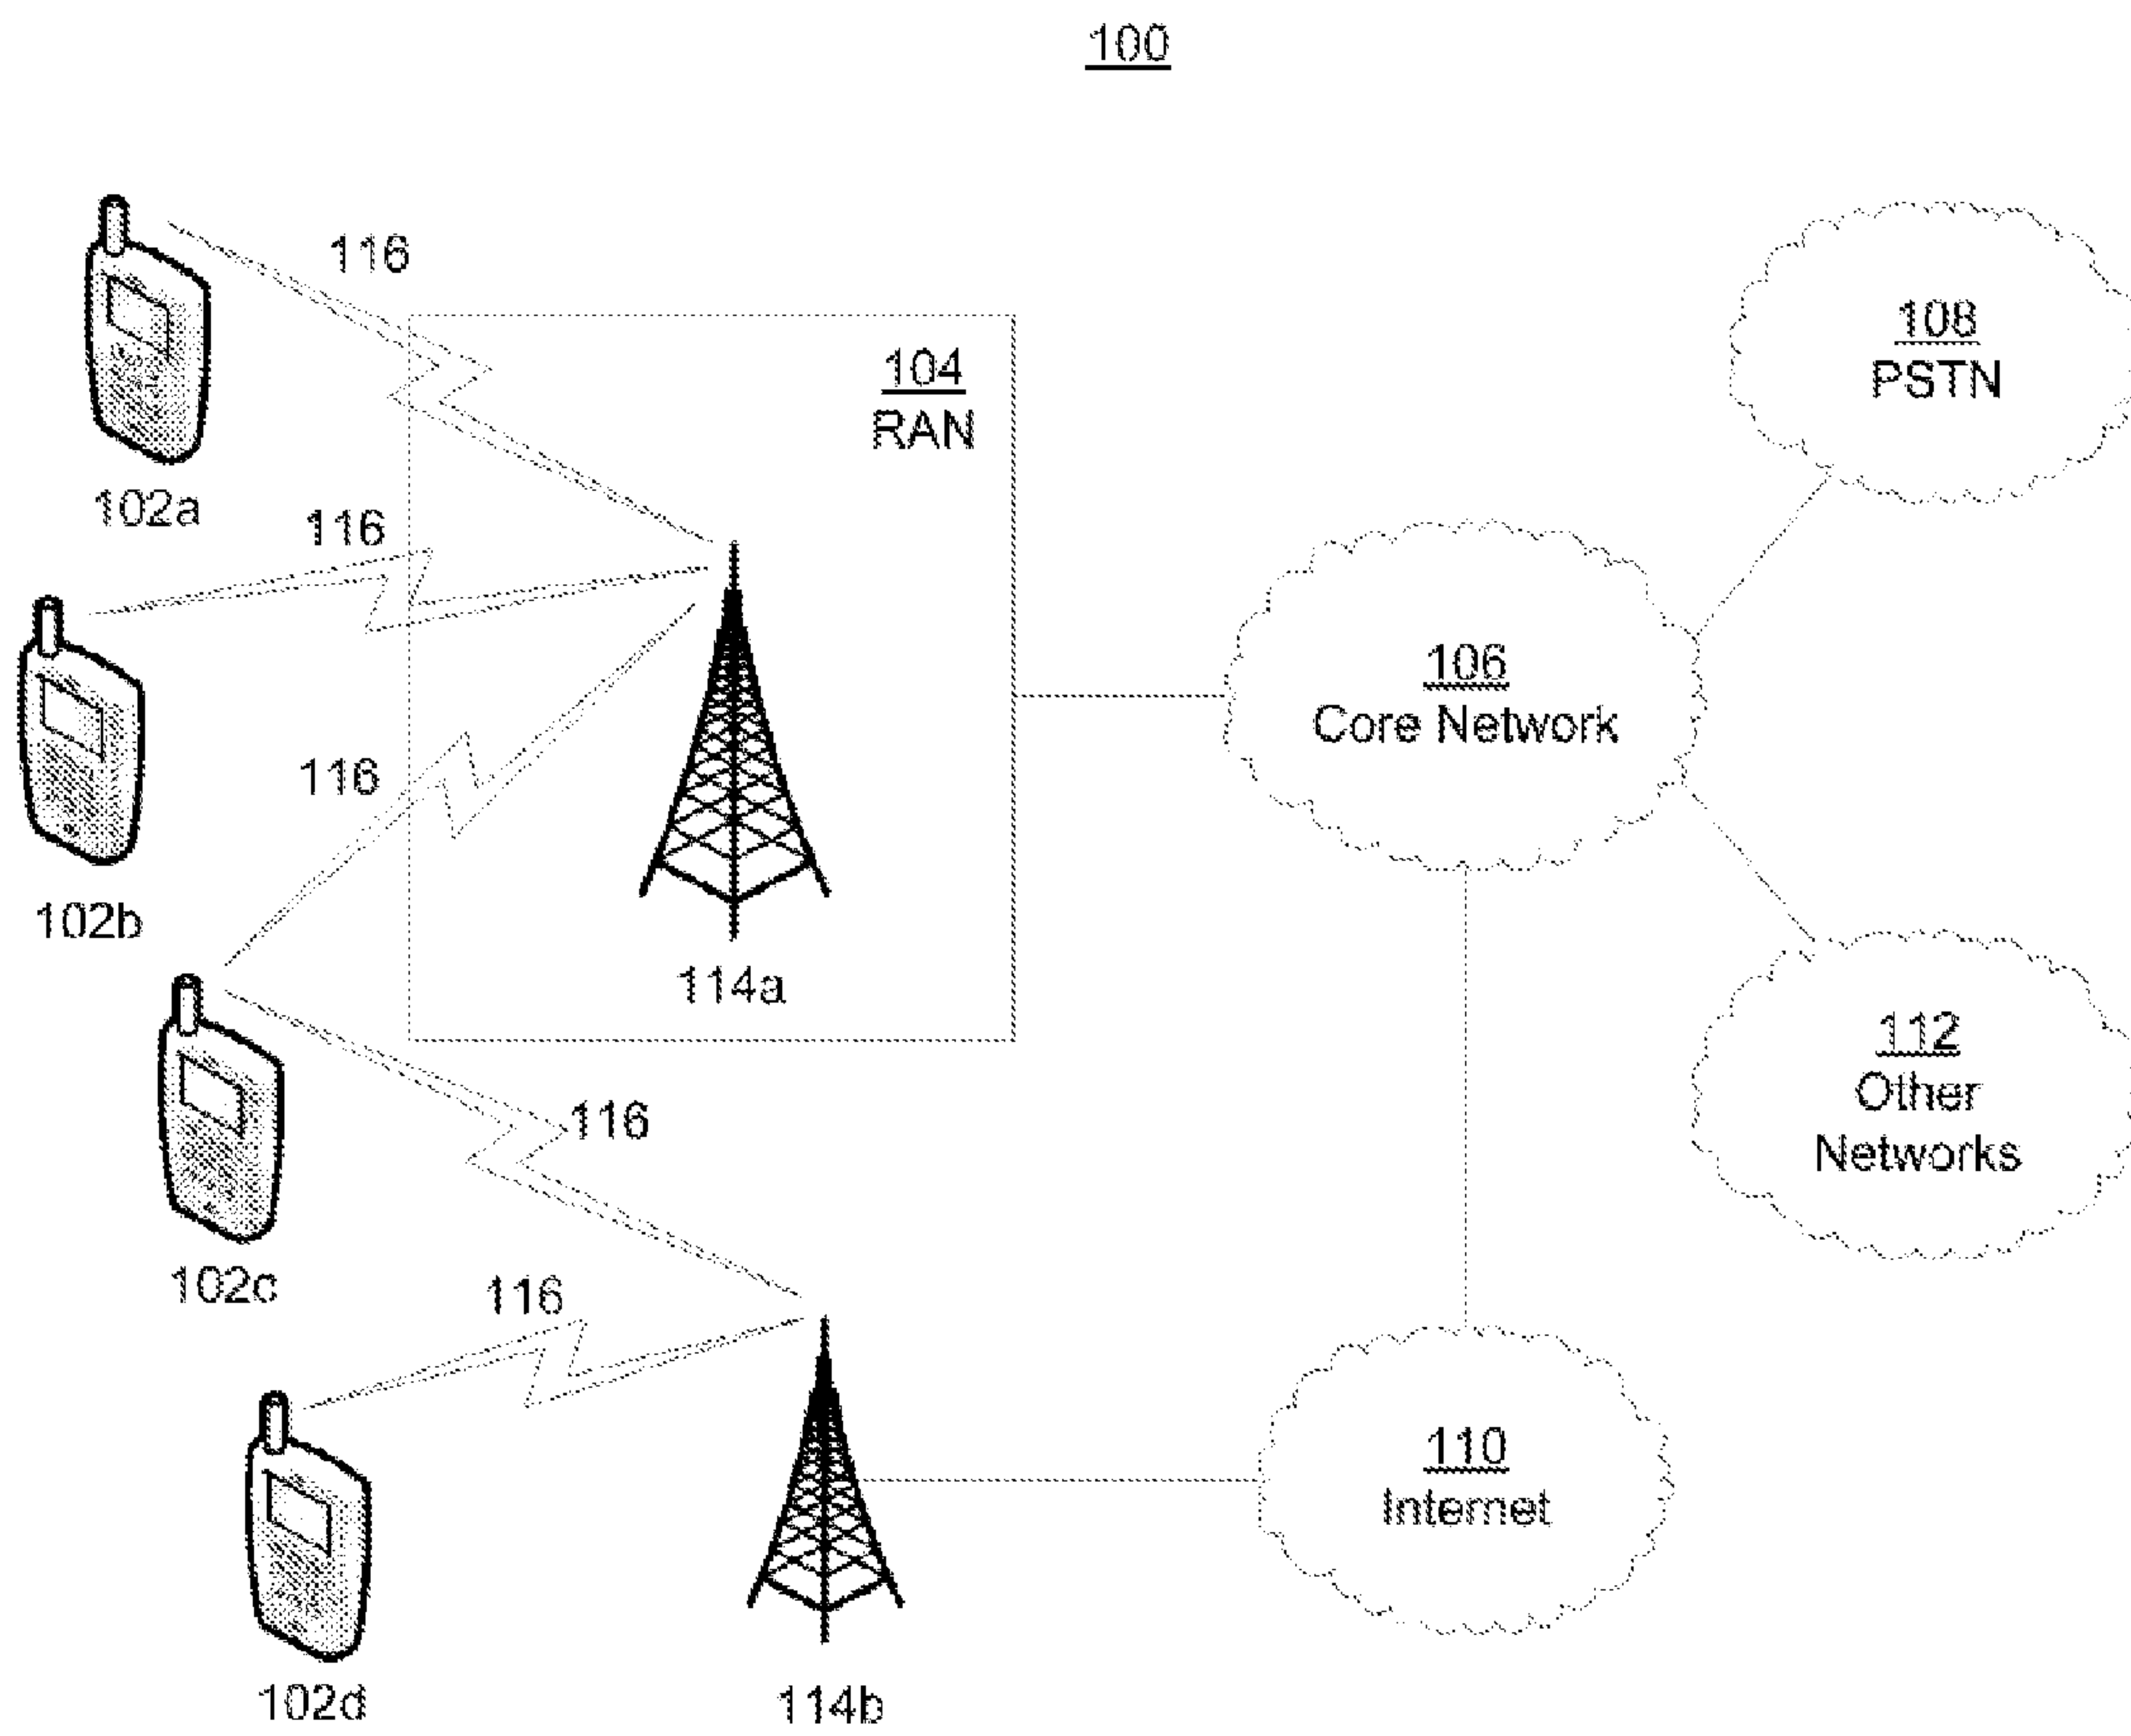 100
116
108
PSTN
104
RAN
102a
116
106
Core Network
116
102b
114a
112
Other
Networks
116
102c
116
110
Internet
102d
114b